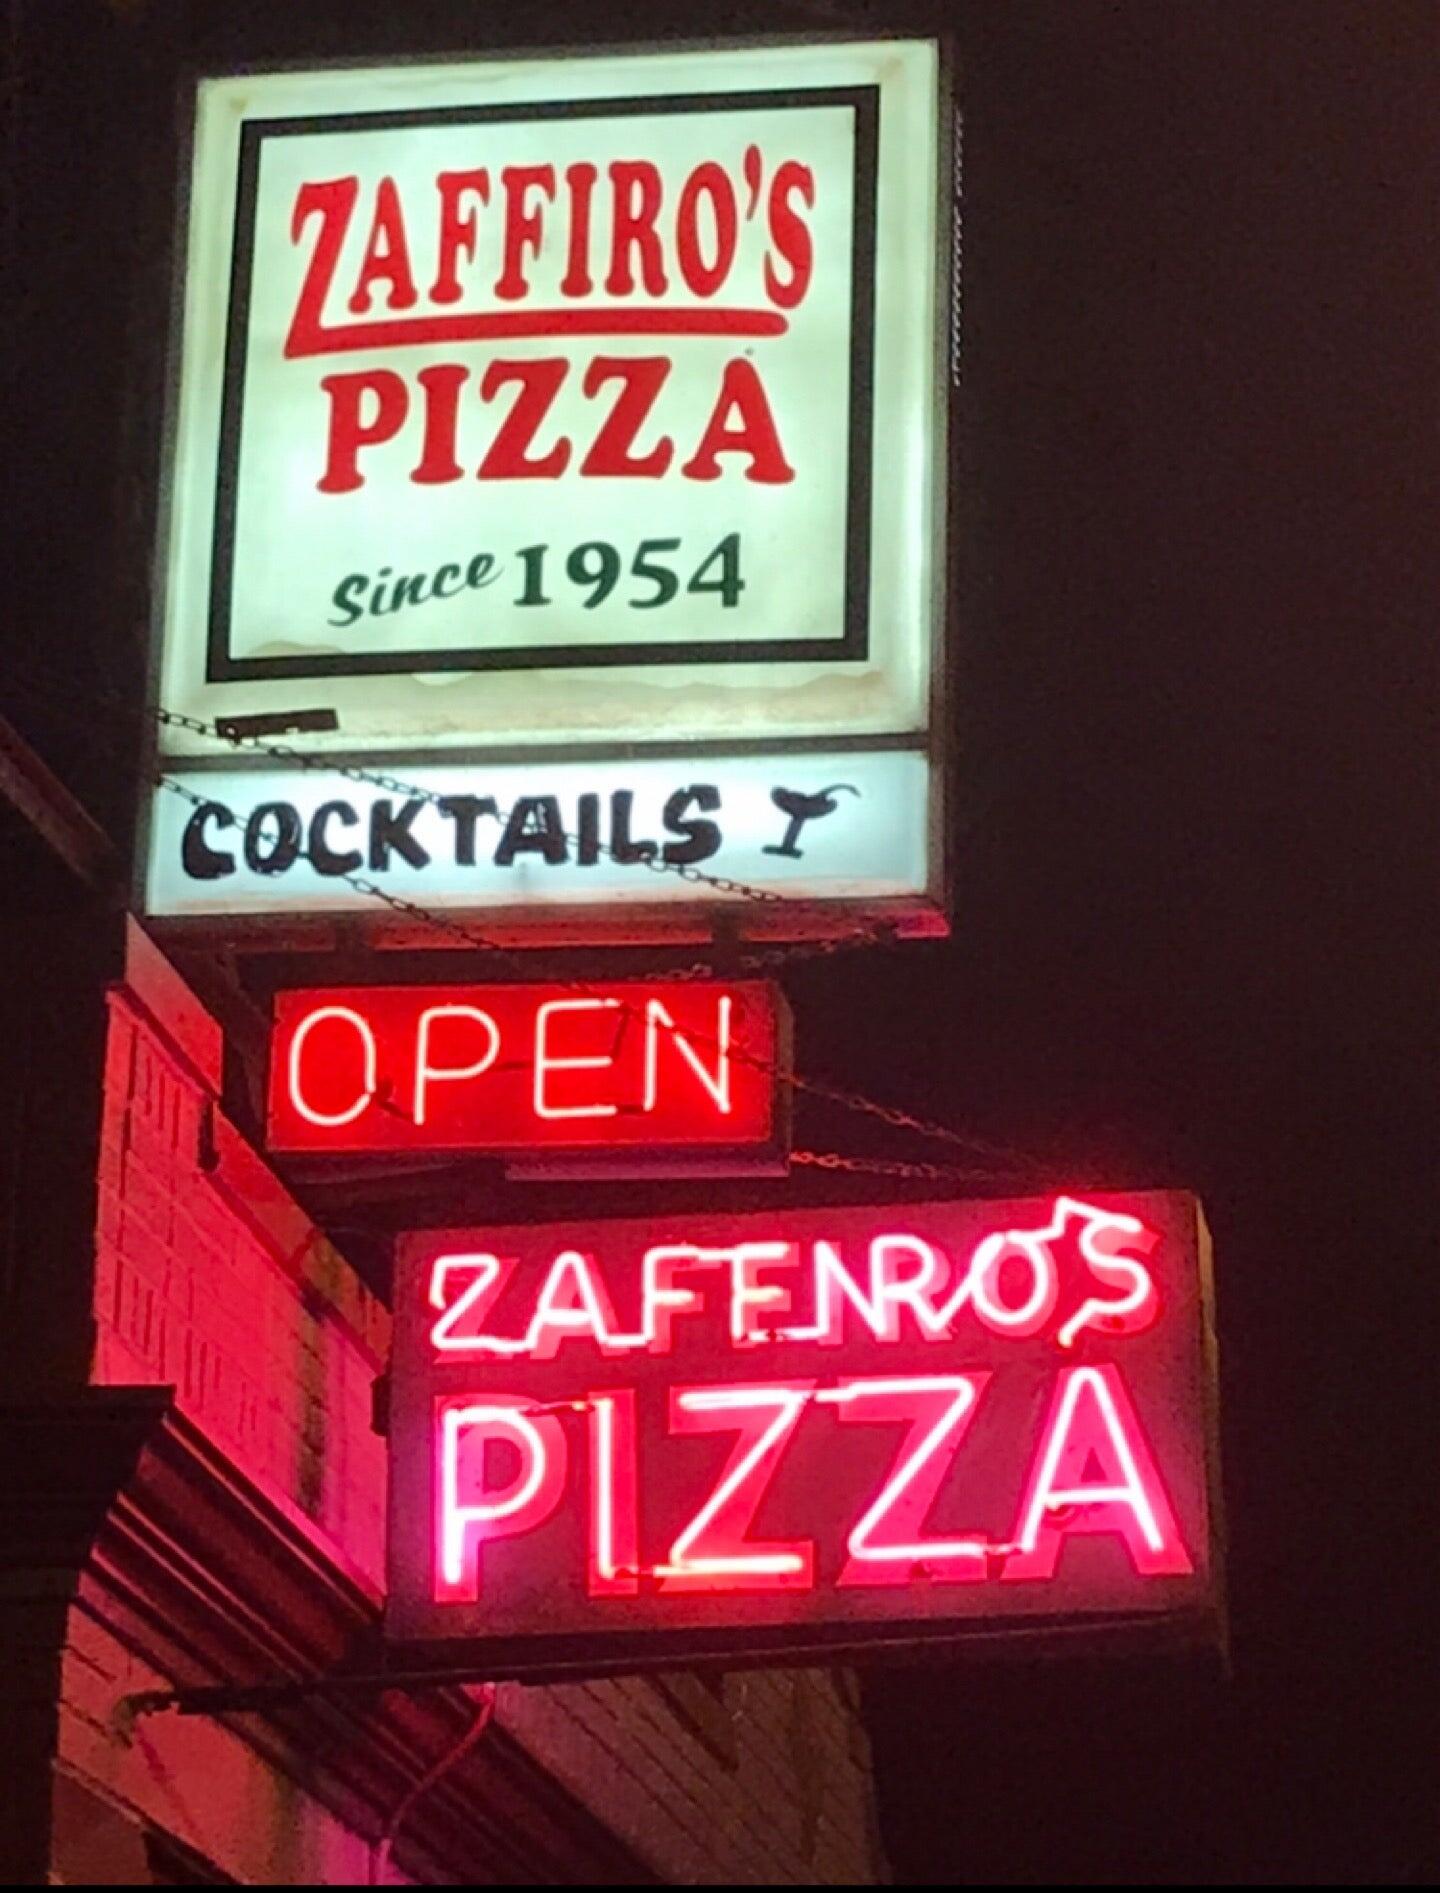 ZAFFIRO'S
PIZZA
Since 1954
COCKTAILS
OPEN
ZAFFIRO'S
PIZZA